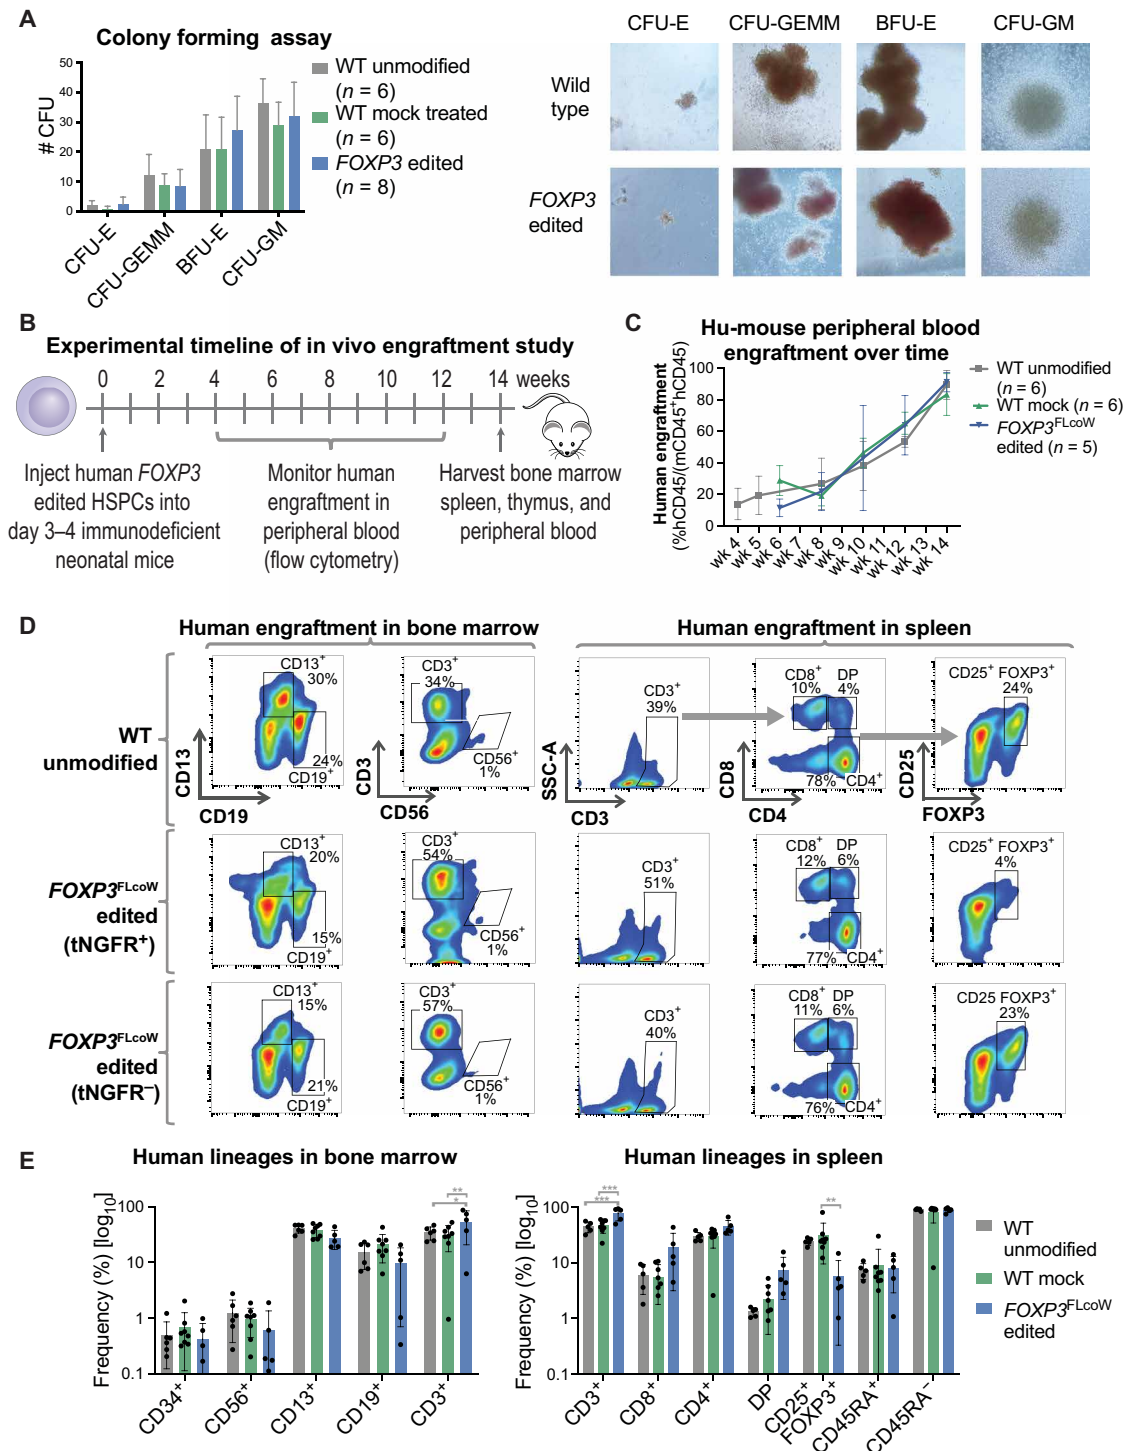 A
Colony forming assay
# CFU
50
40
30
20
10
0
CFU-E
CFU-GEMM
BFU-E
CFU-GM
WT unmodified
(n = 6)
WT mock treated
(n = 6)
FOXP3 edited
(n = 8)
CFU-E
CFU-GEMM
BFU-E
CFU-GM
Wild
type
FOXP3
edited
B
Experimental timeline of in vivo engraftment study
0 2 4 6 8 10 12 14 weeks
Inject human FOXP3
edited HSPCs into
day 3–4 immunodeficient
neonatal mice
Monitor human
engraftment in
peripheral blood
(flow cytometry)
Harvest bone marrow
spleen, thymus, and
peripheral blood
C
Hu-mouse peripheral blood
engraftment over time
Human engraftment
(%hCD45/(mCD45⁺hCD45)
100
80
60
40
20
0
wk 4
wk 5
wk 6
wk 7
wk 8
wk 9
wk 10
wk 11
wk 12
wk 13
wk 14
WT unmodified
(n = 6)
WT mock (n = 6)
FOXP3ᶠᴸᶜᵒᵂ
edited (n = 5)
D
Human engraftment in bone marrow
Human engraftment in spleen
WT
unmodified
CD13⁺
30%
24%
CD19⁺
CD13
CD19
CD3⁺
34%
CD56⁺
1%
CD3
CD56
CD3⁺
39%
SSC-A
CD3
CD8⁺
10%
DP
4%
78%
CD4⁺
CD8
CD4
CD25⁺ FOXP3⁺
24%
CD25
FOXP3
FOXP3ᶠᴸᶜᵒᵂ
edited
(tNGFR⁺)
CD13⁺
20%
15%
CD19⁺
CD3⁺
54%
CD56⁺
1%
CD3⁺
51%
CD8⁺
12%
DP
6%
77%
CD4⁺
CD25⁺ FOXP3⁺
4%
FOXP3ᶠᴸᶜᵒᵂ
edited
(tNGFR⁻)
CD13⁺
15%
21%
CD19⁺
CD3⁺
57%
CD56⁺
1%
CD3⁺
40%
CD8⁺
11%
DP
6%
76%
CD4⁺
CD25 FOXP3⁺
23%
E
Human lineages in bone marrow
Frequency (%) [log₁₀]
100
10
1
0.1
**
*
CD34⁺
CD56⁺
CD13⁺
CD19⁺
CD3⁺
Human lineages in spleen
Frequency (%) [log₁₀]
100
10
1
0.1
***
***
**
CD3⁺
CD8⁺
CD4⁺
DP
CD25⁺
FOXP3⁺
CD45RA⁺
CD45RA⁻
WT
unmodified
WT mock
FOXP3ᶠᴸᶜᵒᵂ
edited